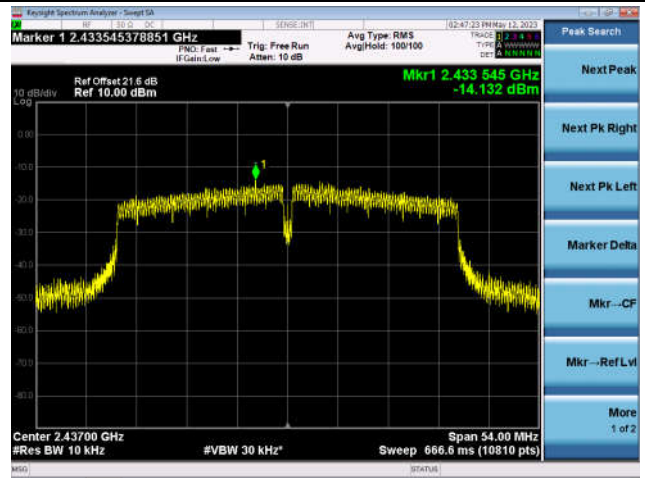 Keysight Spectrum Analyzer - Swept SA
RF 50 Ω DC SENSE:INT 02:47:23 PM May 12, 2023
Marker 1 2.433545378851 GHz
PNO: Fast
IFGain:Low
Trig: Free Run
Atten: 10 dB
Avg Type: RMS
Avg|Hold: 100/100
TRACE 1 2 3 4 5 6
TYPE A WWWWW
DET A N N N N N
Peak Search
Ref Offset 21.6 dB
10 dB/div Ref 10.00 dBm
Log
Mkr1 2.433 545 GHz
-14.132 dBm
1
0.00
-10.0
-20.0
-30.0
-50.0
-60.0
-70.0
-80.0
Next Peak
Next Pk Right
Next Pk Left
Marker Delta
Mkr→CF
Mkr→Ref Lvl
More
1 of 2
Center 2.43700 GHz
Span 54.00 MHz
#Res BW 10 kHz
#VBW 30 kHz*
Sweep 666.6 ms (10810 pts)
MSG
STATUS